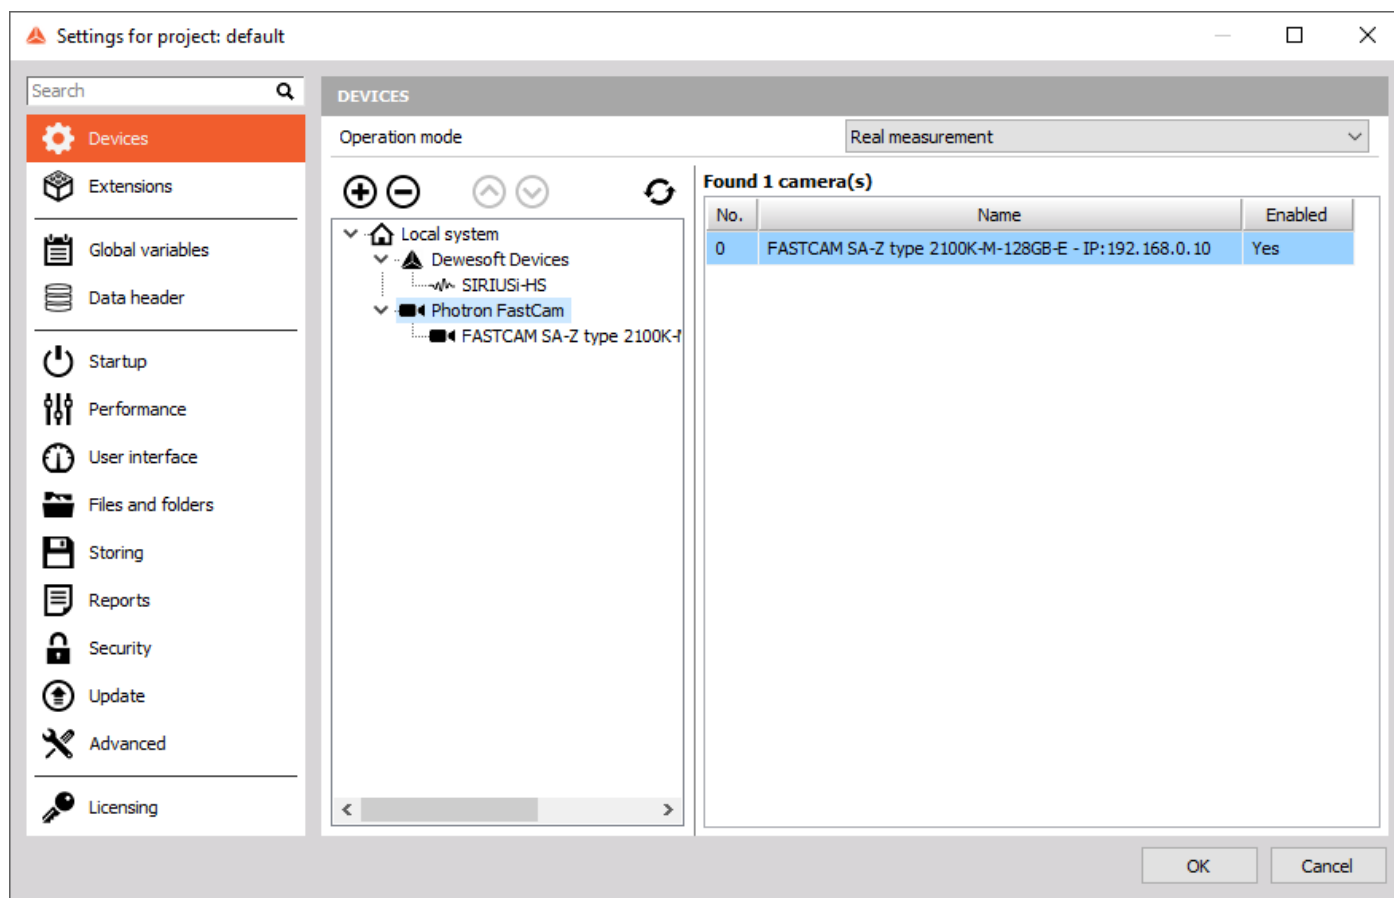 Settings for project: default
Search
Devices
Extensions
Global variables
Data header
Startup
Performance
User interface
Files and folders
Storing
Reports
Security
Update
Advanced
Licensing
DEVICES
Operation mode
Real measurement
Local system
Dewesoft Devices
SIRIUSi-HS
Photron FastCam
FASTCAM SA-Z type 2100K-
Found 1 camera(s)
No. Name Enabled
0 FASTCAM SA-Z type 2100K-M-128GB-E - IP:192.168.0.10 Yes
OK Cancel